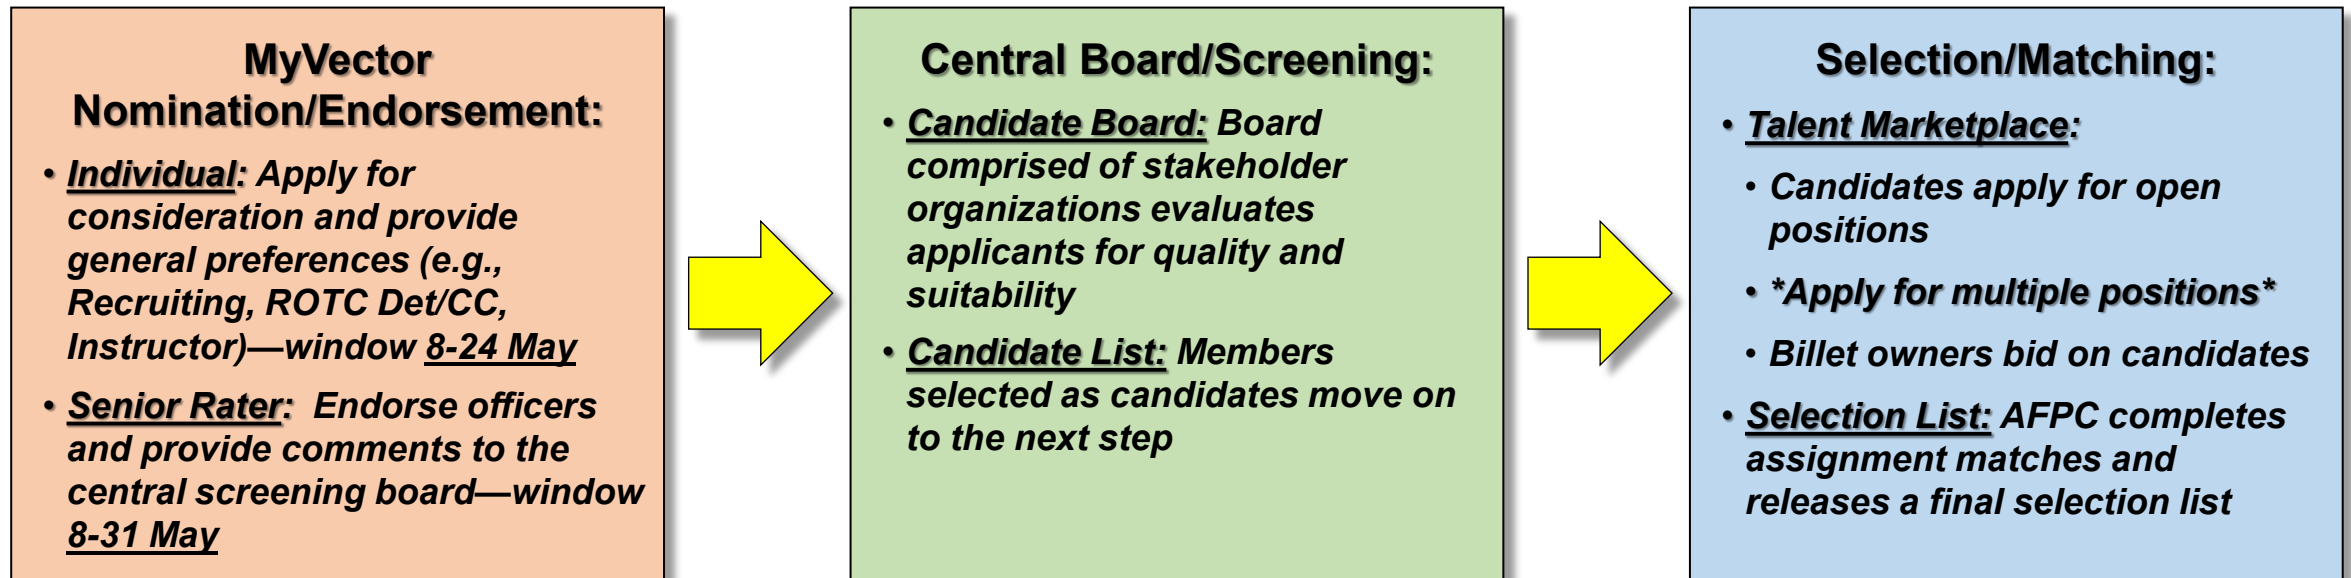 MyVector
Nomination/Endorsement:
• Individual: Apply for
consideration and provide
general preferences (e.g.,
Recruiting, ROTC Det/CC,
Instructor)—window 8-24 May
• Senior Rater:  Endorse officers
and provide comments to the
central screening board—window
8-31 May
Central Board/Screening:
• Candidate Board: Board
comprised of stakeholder
organizations evaluates
applicants for quality and
suitability
• Candidate List: Members
selected as candidates move on
to the next step
Selection/Matching:
• Talent Marketplace:
• Candidates apply for open
positions
• *Apply for multiple positions*
• Billet owners bid on candidates
• Selection List: AFPC completes
assignment matches and
releases a final selection list